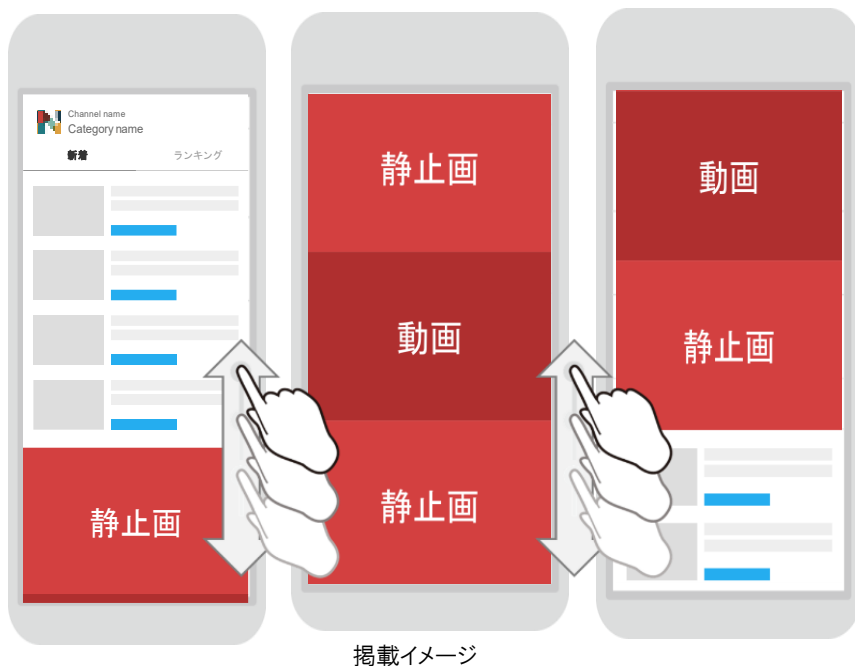 Channel name
Category name
新着
ランキング
静止画
静止画
動画
静止画
動画
静止画
掲載イメージ